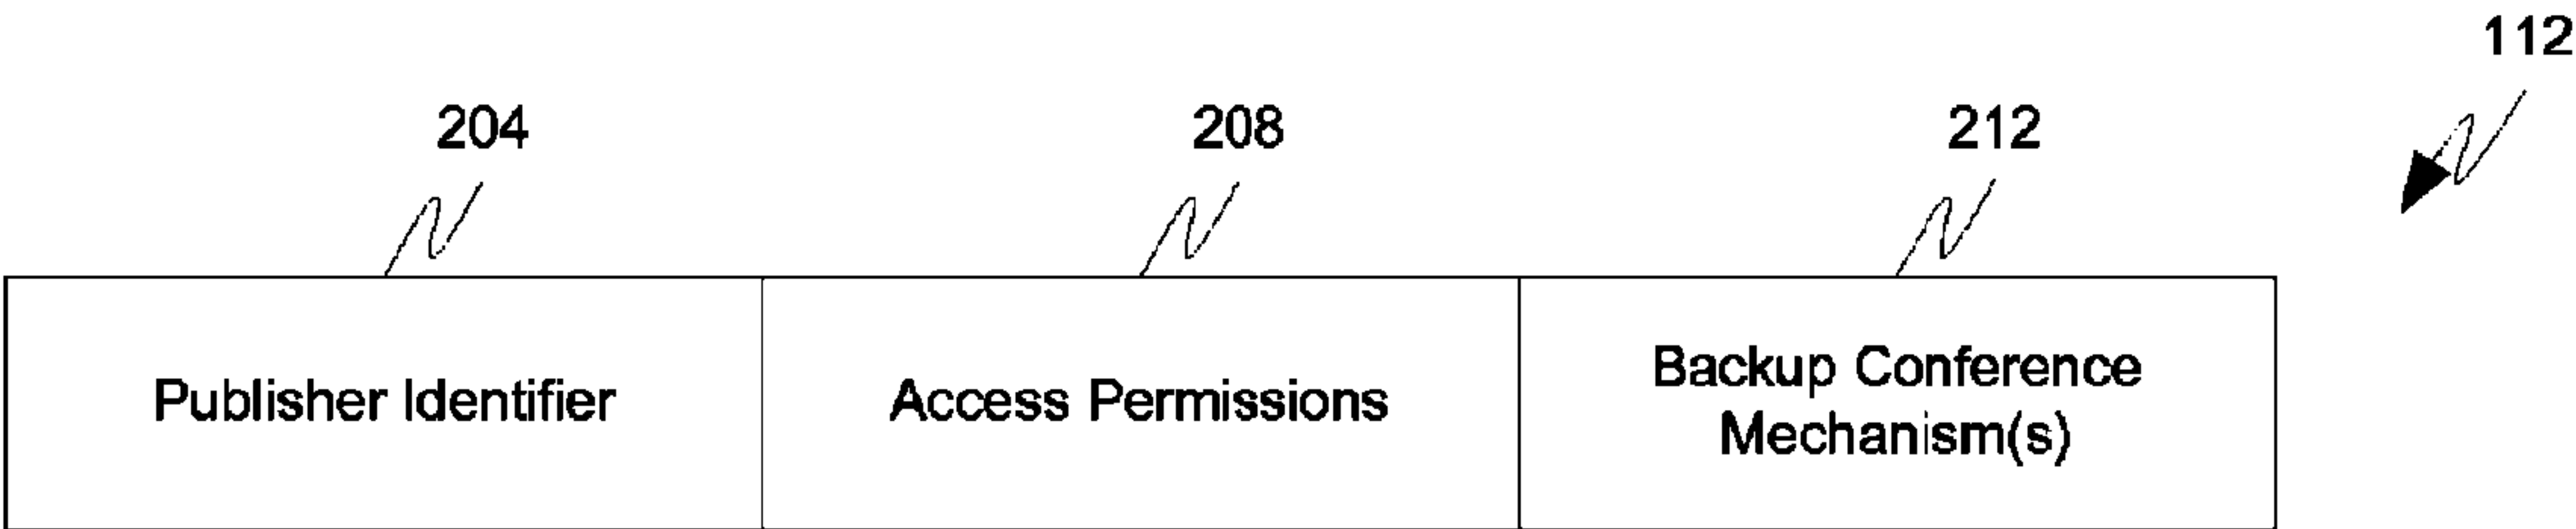 112
204
208
212
Publisher Identifier
Access Permissions
Backup Conference
Mechanism(s)